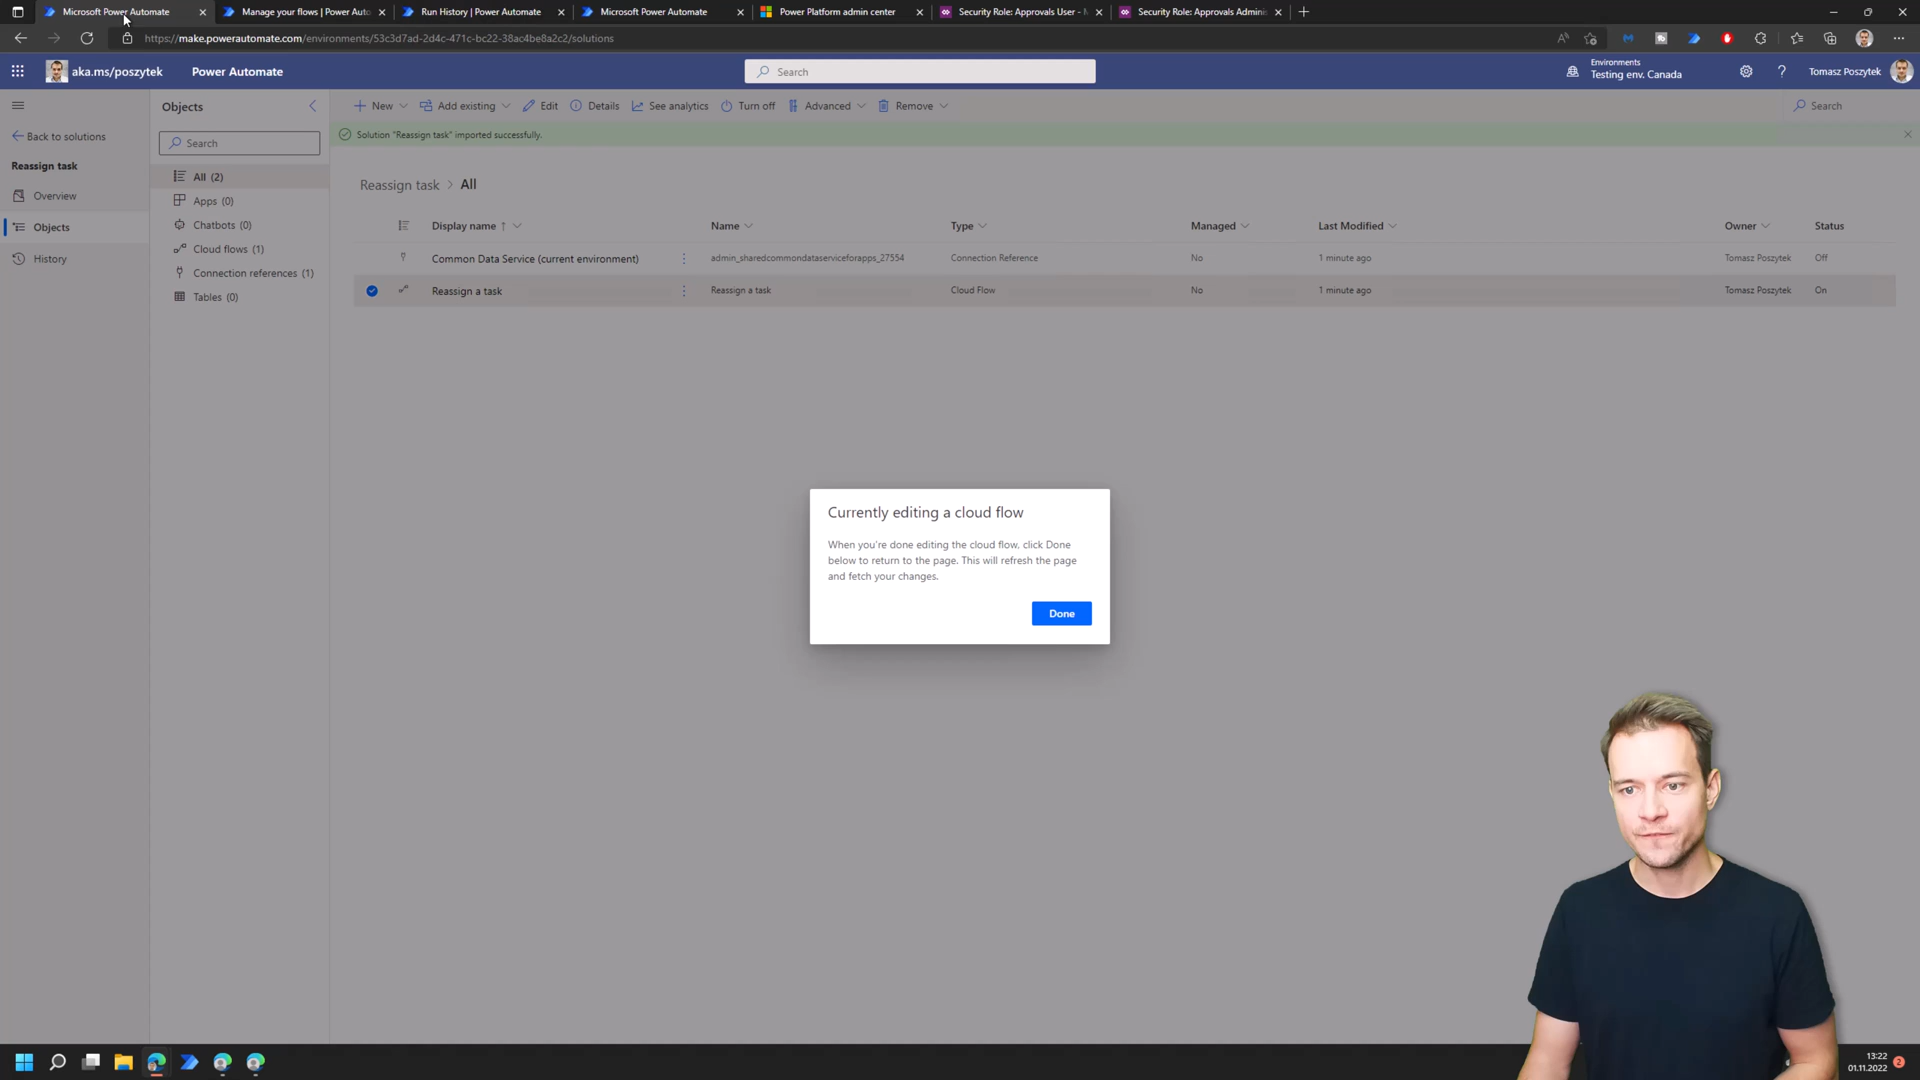 Microsoft Power Automate
Manage your flows | Power Auto
Run History | Power Automate
Microsoft Power Automate
Power Platform admin center
Security Role: Approvals User - M
Security Role: Approvals Admini
https://make.powerautomate.com/environments/53c3d7ad-2d4c-471c-bc22-38ac4be8a2c2/solutions
aka.ms/poszytek
Power Automate
Search
Environments
Testing env. Canada
?
Tomasz Poszytek
Objects
New
Add existing
Edit
Details
See analytics
Turn off
Advanced
Remove
Search
Back to solutions
Search
Solution "Reassign task" imported successfully.
Reassign task
All (2)
Reassign task > All
Overview
Apps (0)
Objects
Chatbots (0)
Display name ↑
Name
Type
Managed
Last Modified
Owner
Status
History
Cloud flows (1)
Common Data Service (current environment)
admin_sharedcommondataserviceforapps_27554
Connection Reference
No
1 minute ago
Tomasz Poszytek
Off
Connection references (1)
Reassign a task
Reassign a task
Cloud Flow
No
1 minute ago
Tomasz Poszytek
On
Tables (0)
Currently editing a cloud flow
When you're done editing the cloud flow, click Done
below to return to the page. This will refresh the page
and fetch your changes.
Done
13:22
01.11.2022
2